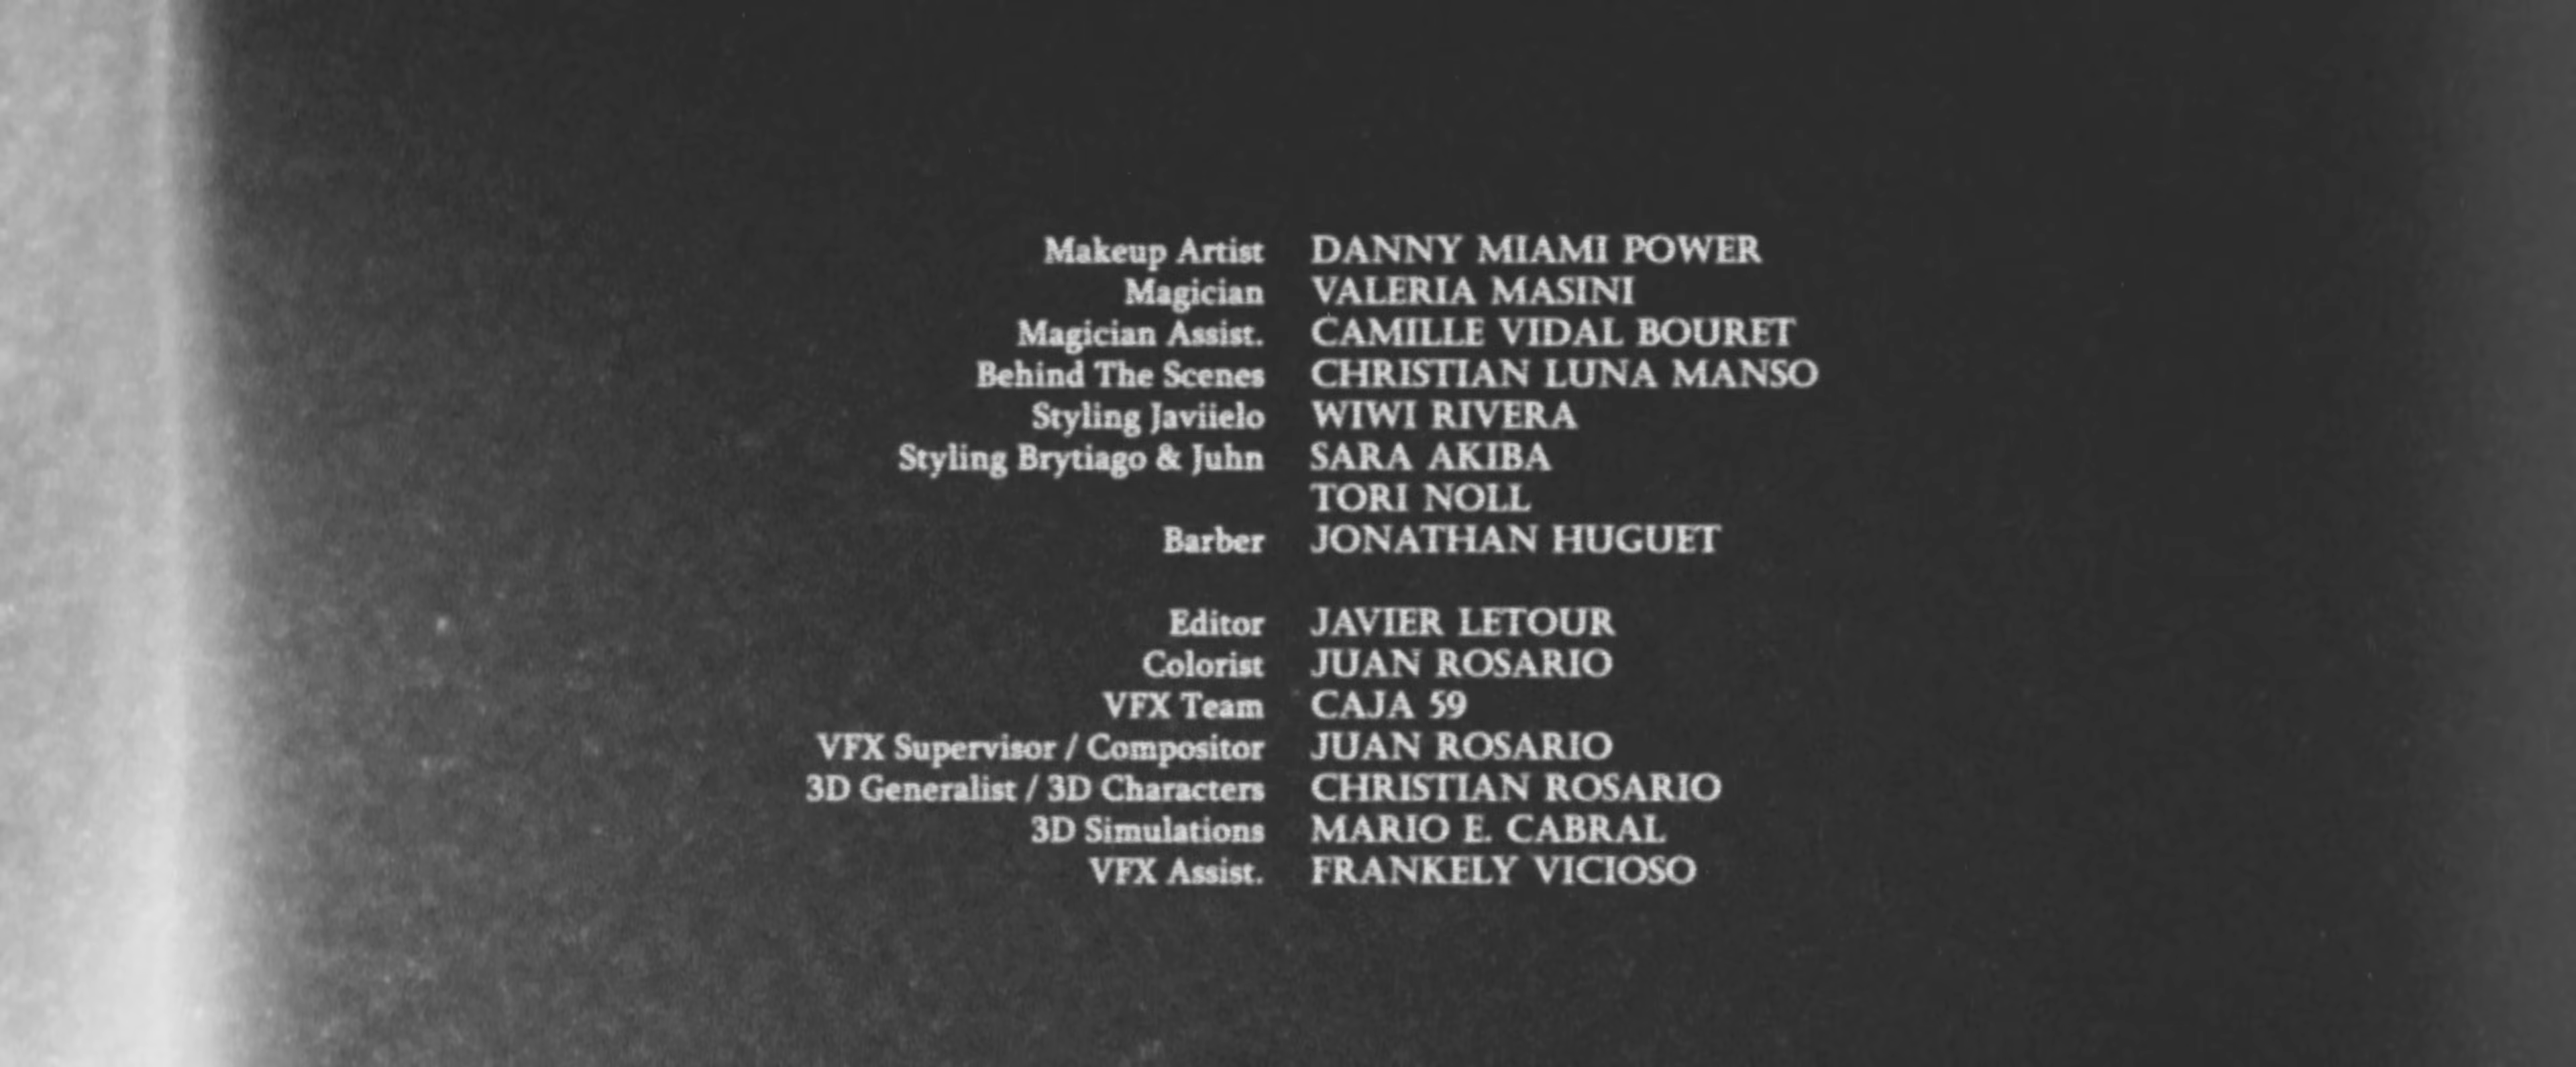 Makeup Artist DANNY MIAMI POWER
Magician VALERIA MASINI
Magician Assist. CAMILLE VIDAL BOURET
Behind The Scenes CHRISTIAN LUNA MANSO
Styling Javiielo WIWI RIVERA
Styling Brytiago & Juhn SARA AKIBA
TORI NOLL
Barber JONATHAN HUGUET
Editor JAVIER LETOUR
Colorist JUAN ROSARIO
VFX Team CAJA 59
VFX Supervisor / Compositor JUAN ROSARIO
3D Generalist / 3D Characters CHRISTIAN ROSARIO
3D Simulations MARIO E. CABRAL
VFX Assist. FRANKELY VICIOSO